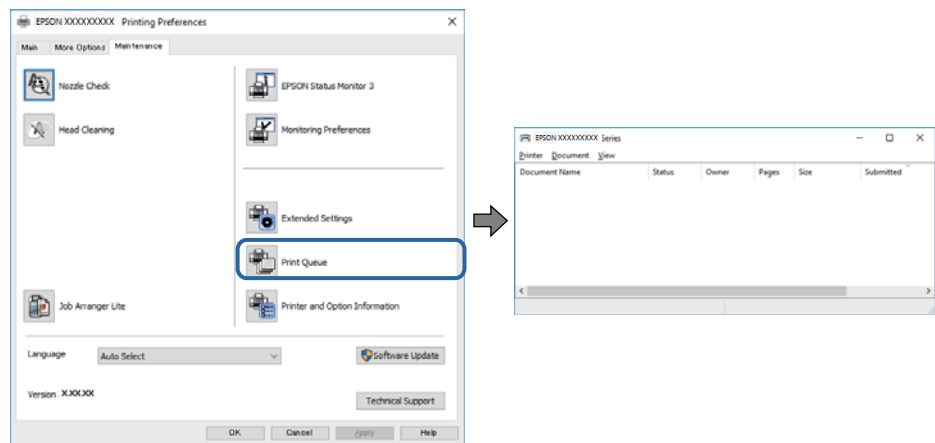 EPSON XXXXXXXXX Printing Preferences
Main More Options Maintenance
Nozzle Check
EPSON Status Monitor 3
Head Cleaning
Monitoring Preferences
Extended Settings
Print Queue
Job Arranger Lite
Printer and Option Information
Language Auto Select Software Update
Version X.XX.XX
Technical Support
OK Cancel Apply Help
EPSON XXXXXXXXX Series
Printer Document View
Document Name Status Owner Pages Size Submitted